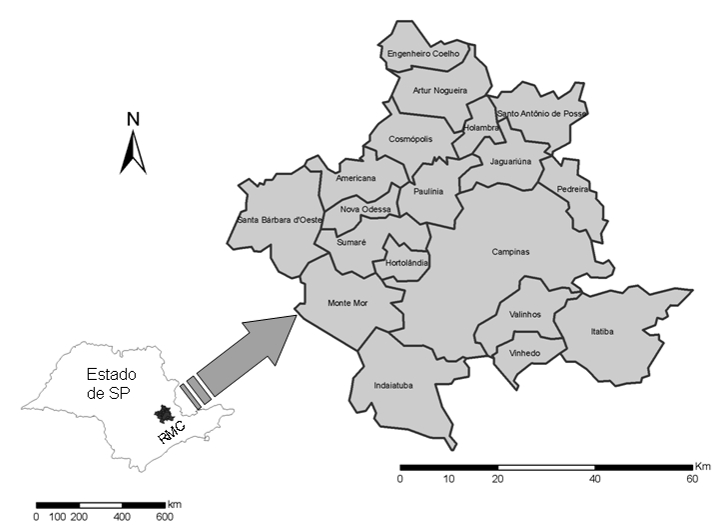 Engenheiro Coelho
Artur Nogueira
Santo Antônio de Posse
Holambra
Cosmópolis
Jaguariúna
Americana
Paulínia
Pedreira
Nova Odessa
Santa Bárbara d'Oeste
Sumaré
Campinas
Hortolândia
Monte Mor
Valinhos
Itatiba
Vinhedo
Indaiatuba
N
Estado
de SP
RMC
Km
0 10 20 40 60
km
0 100 200 400 600